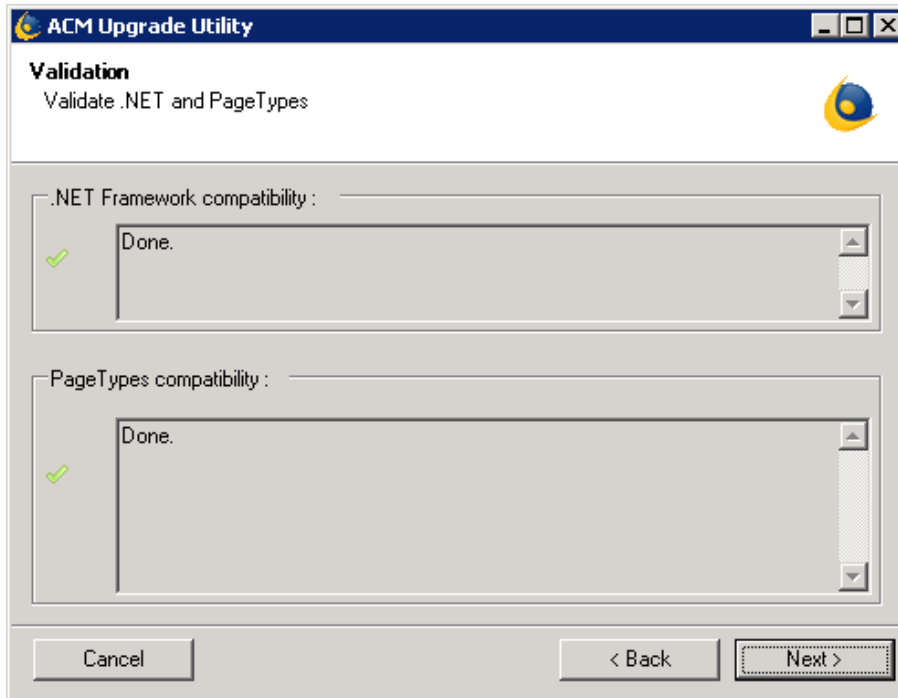 ACM Upgrade Utility
Validation
Validate .NET and PageTypes
.NET Framework compatibility :
Done.
PageTypes compatibility :
Done.
Cancel
< Back
Next >